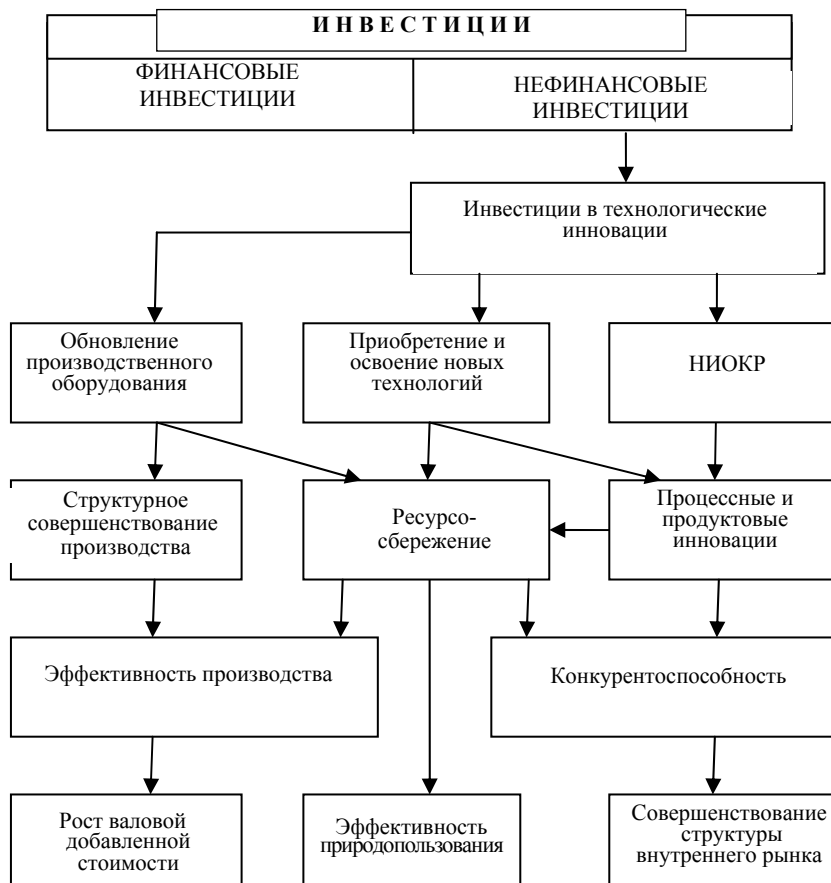 ИНВЕСТИЦИИ
ФИНАНСОВЫЕ
ИНВЕСТИЦИИ
НЕФИНАНСОВЫЕ
ИНВЕСТИЦИИ
Инвестиции в технологические
инновации
Обновление
производственного
оборудования
Приобретение и
освоение новых
технологий
НИОКР
Структурное
совершенствование
производства
Ресурсо-
сбережение
Процессные и
продуктовые
инновации
Эффективность производства
Конкурентоспособность
Рост валовой
добавленной
стоимости
Эффективность
природопользования
Совершенствование
структуры
внутреннего рынка